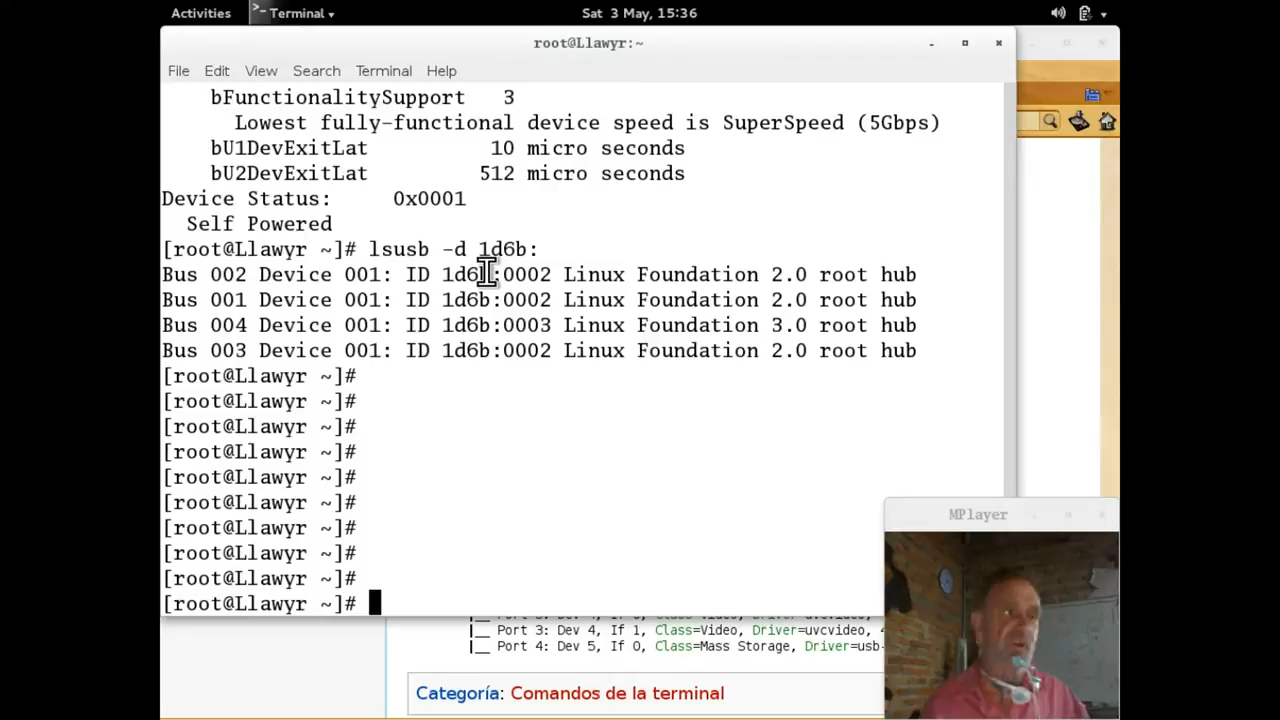 Activities
Terminal
Sat 3 May, 15:36
root@Llawyr:~
File Edit View Search Terminal Help
bFunctionalitySupport 3
Lowest fully-functional device speed is SuperSpeed (5Gbps)
bU1DevExitLat 10 micro seconds
bU2DevExitLat 512 micro seconds
Device Status: 0x0001
Self Powered
[root@Llawyr ~]# lsusb -d 1d6b:
Bus 002 Device 001: ID 1d6b:0002 Linux Foundation 2.0 root hub
Bus 001 Device 001: ID 1d6b:0002 Linux Foundation 2.0 root hub
Bus 004 Device 001: ID 1d6b:0003 Linux Foundation 3.0 root hub
Bus 003 Device 001: ID 1d6b:0002 Linux Foundation 2.0 root hub
[root@Llawyr ~]#
[root@Llawyr ~]#
[root@Llawyr ~]#
[root@Llawyr ~]#
[root@Llawyr ~]#
[root@Llawyr ~]#
[root@Llawyr ~]#
[root@Llawyr ~]#
[root@Llawyr ~]#
[root@Llawyr ~]#
MPlayer
|__ Port 3: Dev 4, If 1, Class=Video, Driver=uvcvideo, 4
|__ Port 4: Dev 5, If 0, Class=Mass Storage, Driver=usb-
Categoría: Comandos de la terminal